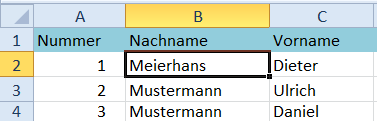 A B C
1 Nummer Nachname Vorname
2 1 Meierhans Dieter
3 2 Mustermann Ulrich
4 3 Mustermann Daniel